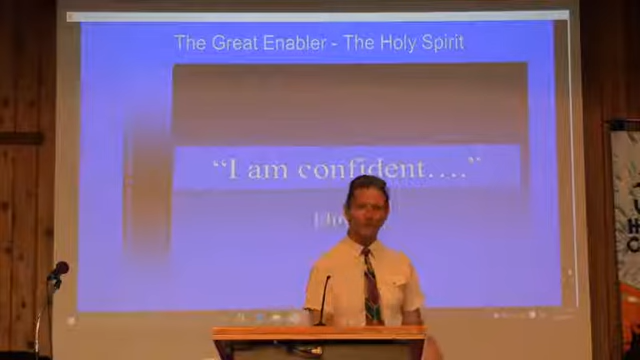 The Great Enabler - The Holy Spirit
“I am confident….”